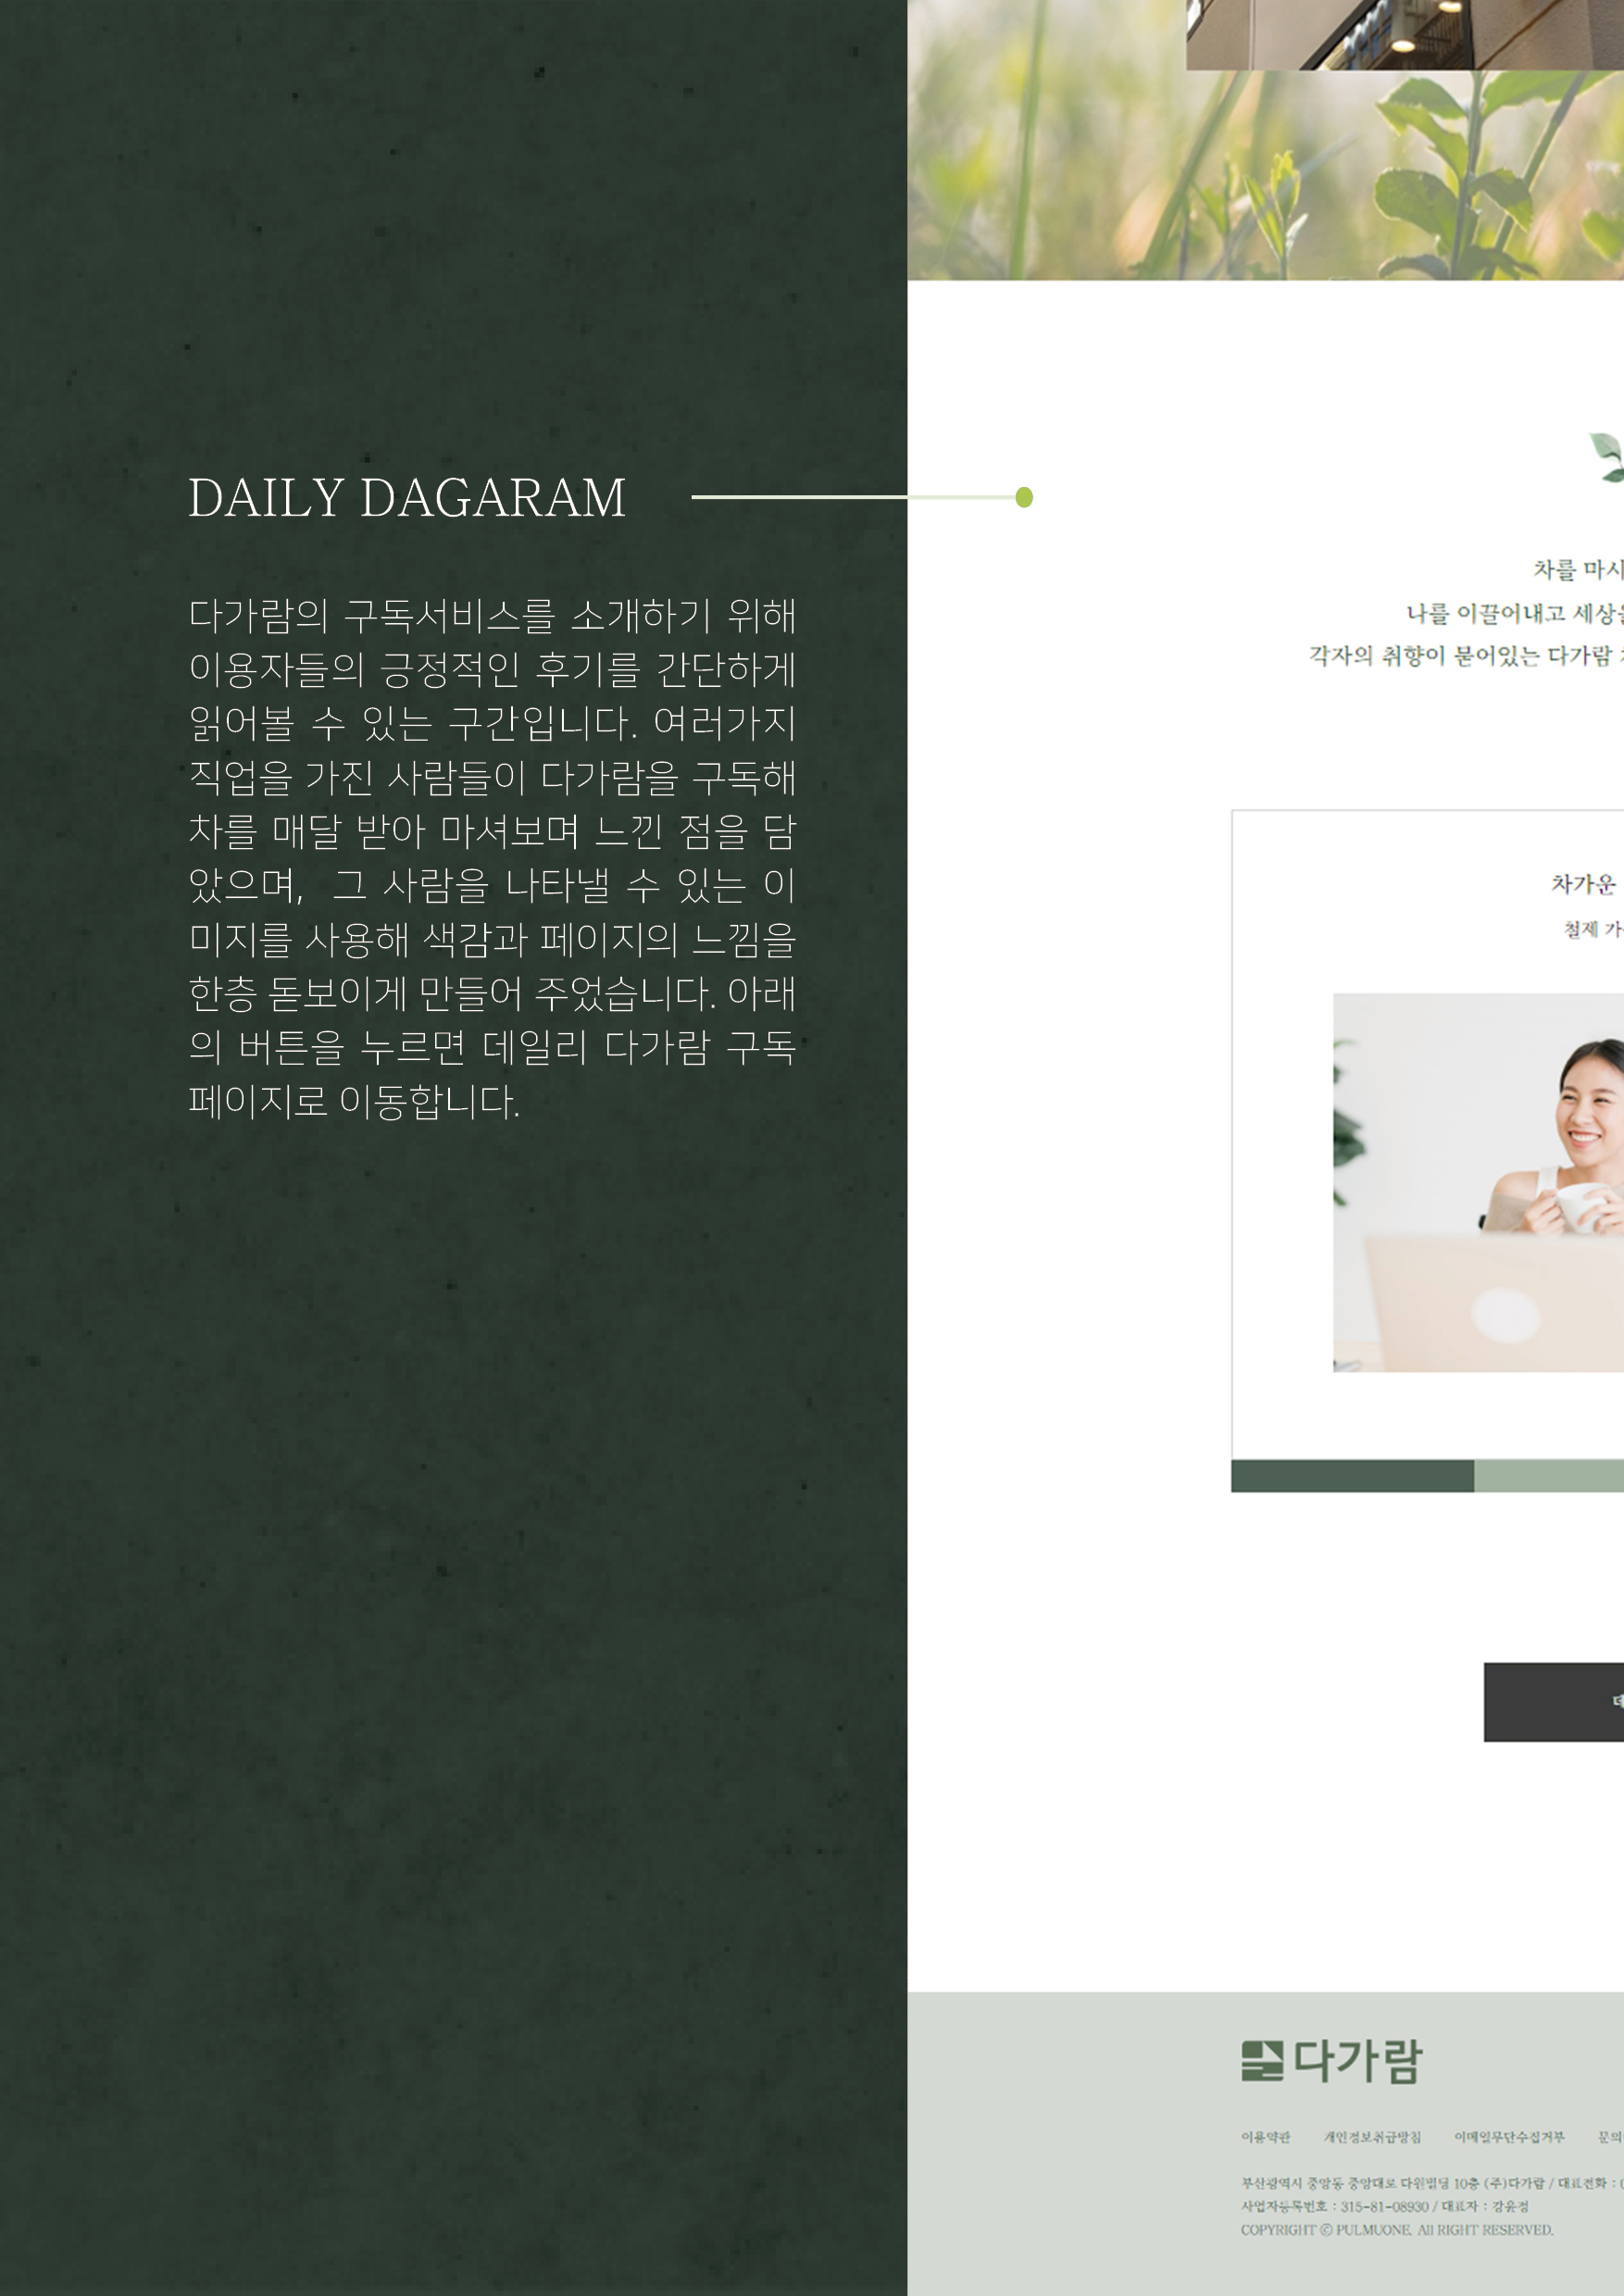 DAILY DAGARAM
다가람의 구독서비스를 소개하기 위해
이용자들의 긍정적인 후기를 간단하게
읽어볼 수 있는 구간입니다. 여러가지
직업을 가진 사람들이 다가람을 구독해
차를 매달 받아 마셔보며 느낀 점을 담
았으며, 그 사람을 나타낼 수 있는 이
미지를 사용해 색감과 페이지의 느낌을
한층 돋보이게 만들어 주었습니다. 아래
의 버튼을 누르면 데일리 다가람 구독
페이지로 이동합니다.
차를 마시
나를 이끌어내고 세상을
각자의 취향이 묻어있는 다가람
차가운
철제 가
다가람
이용약관 개인정보취급방침 이메일무단수집거부 문의
부산광역시 중앙동 중앙대로 다원빌딩 10층 (주)다가람 / 대표전화 :
사업자등록번호 : 315-81-08930 / 대표자 : 강윤정
COPYRIGHT ⓒ PULMUONE. All RIGHT RESERVED.